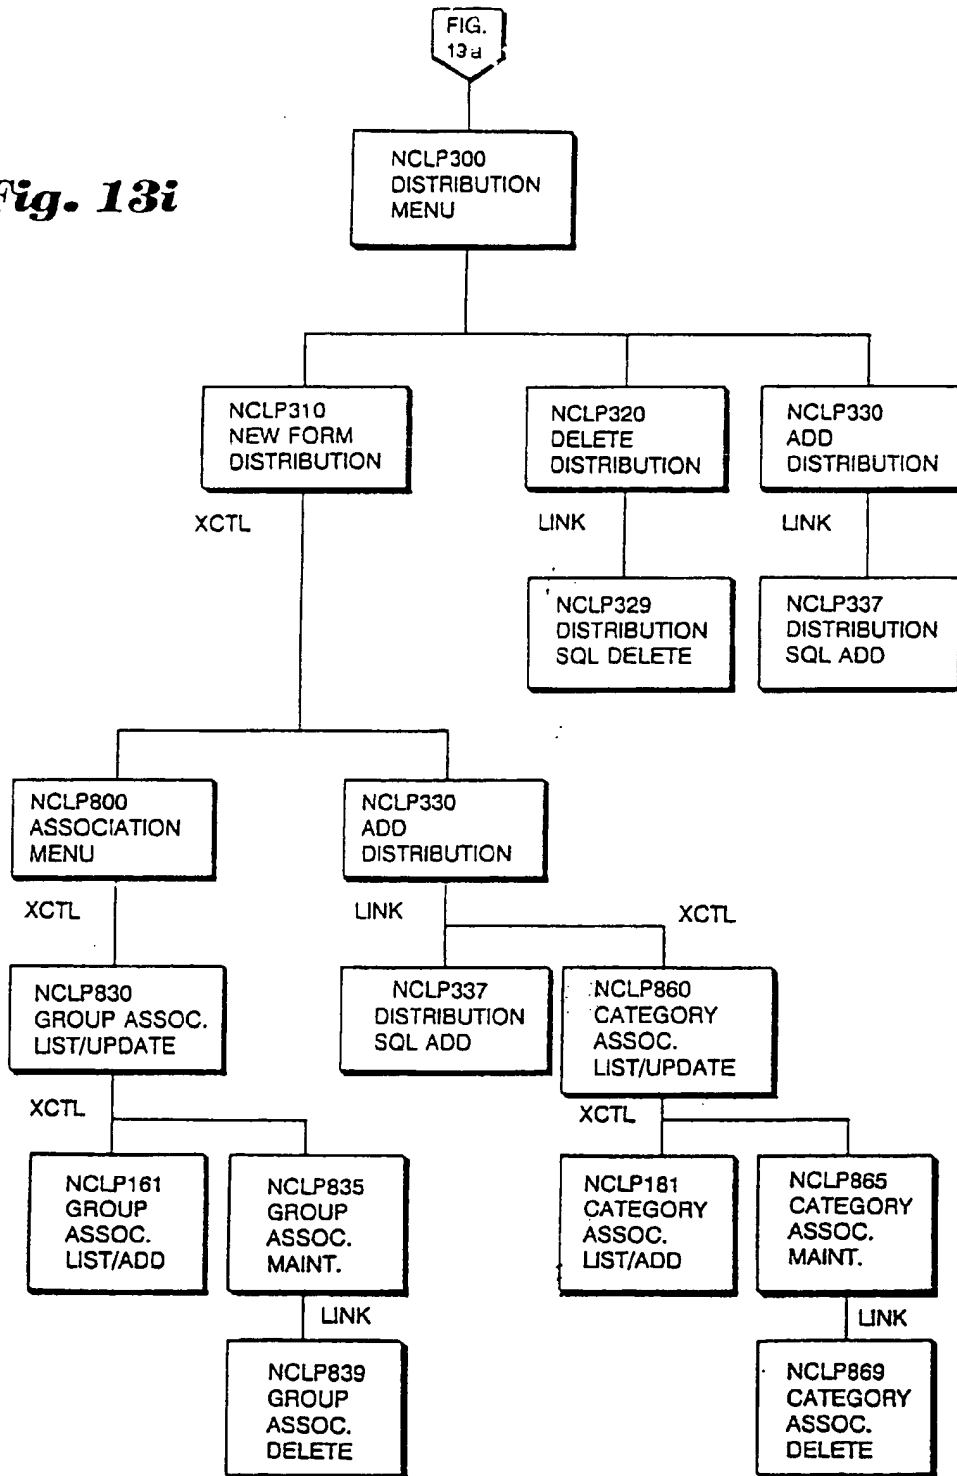 FIG.
13a
Fig. 13i
NCLP300
DISTRIBUTION
MENU
NCLP310
NEW FORM
DISTRIBUTION
NCLP320
DELETE
DISTRIBUTION
NCLP330
ADD
DISTRIBUTION
XCTL
LINK
LINK
NCLP329
DISTRIBUTION
SQL DELETE
NCLP337
DISTRIBUTION
SQL ADD
NCLP800
ASSOCIATION
MENU
NCLP330
ADD
DISTRIBUTION
XCTL
LINK
XCTL
NCLP830
GROUP ASSOC.
LIST/UPDATE
NCLP337
DISTRIBUTION
SQL ADD
NCLP860
CATEGORY
ASSOC.
LIST/UPDATE
XCTL
XCTL
NCLP161
GROUP
ASSOC.
LIST/ADD
NCLP835
GROUP
ASSOC.
MAINT.
NCLP181
CATEGORY
ASSOC.
LIST/ADD
NCLP865
CATEGORY
ASSOC.
MAINT.
LINK
LINK
NCLP839
GROUP
ASSOC.
DELETE
NCLP869
CATEGORY
ASSOC.
DELETE